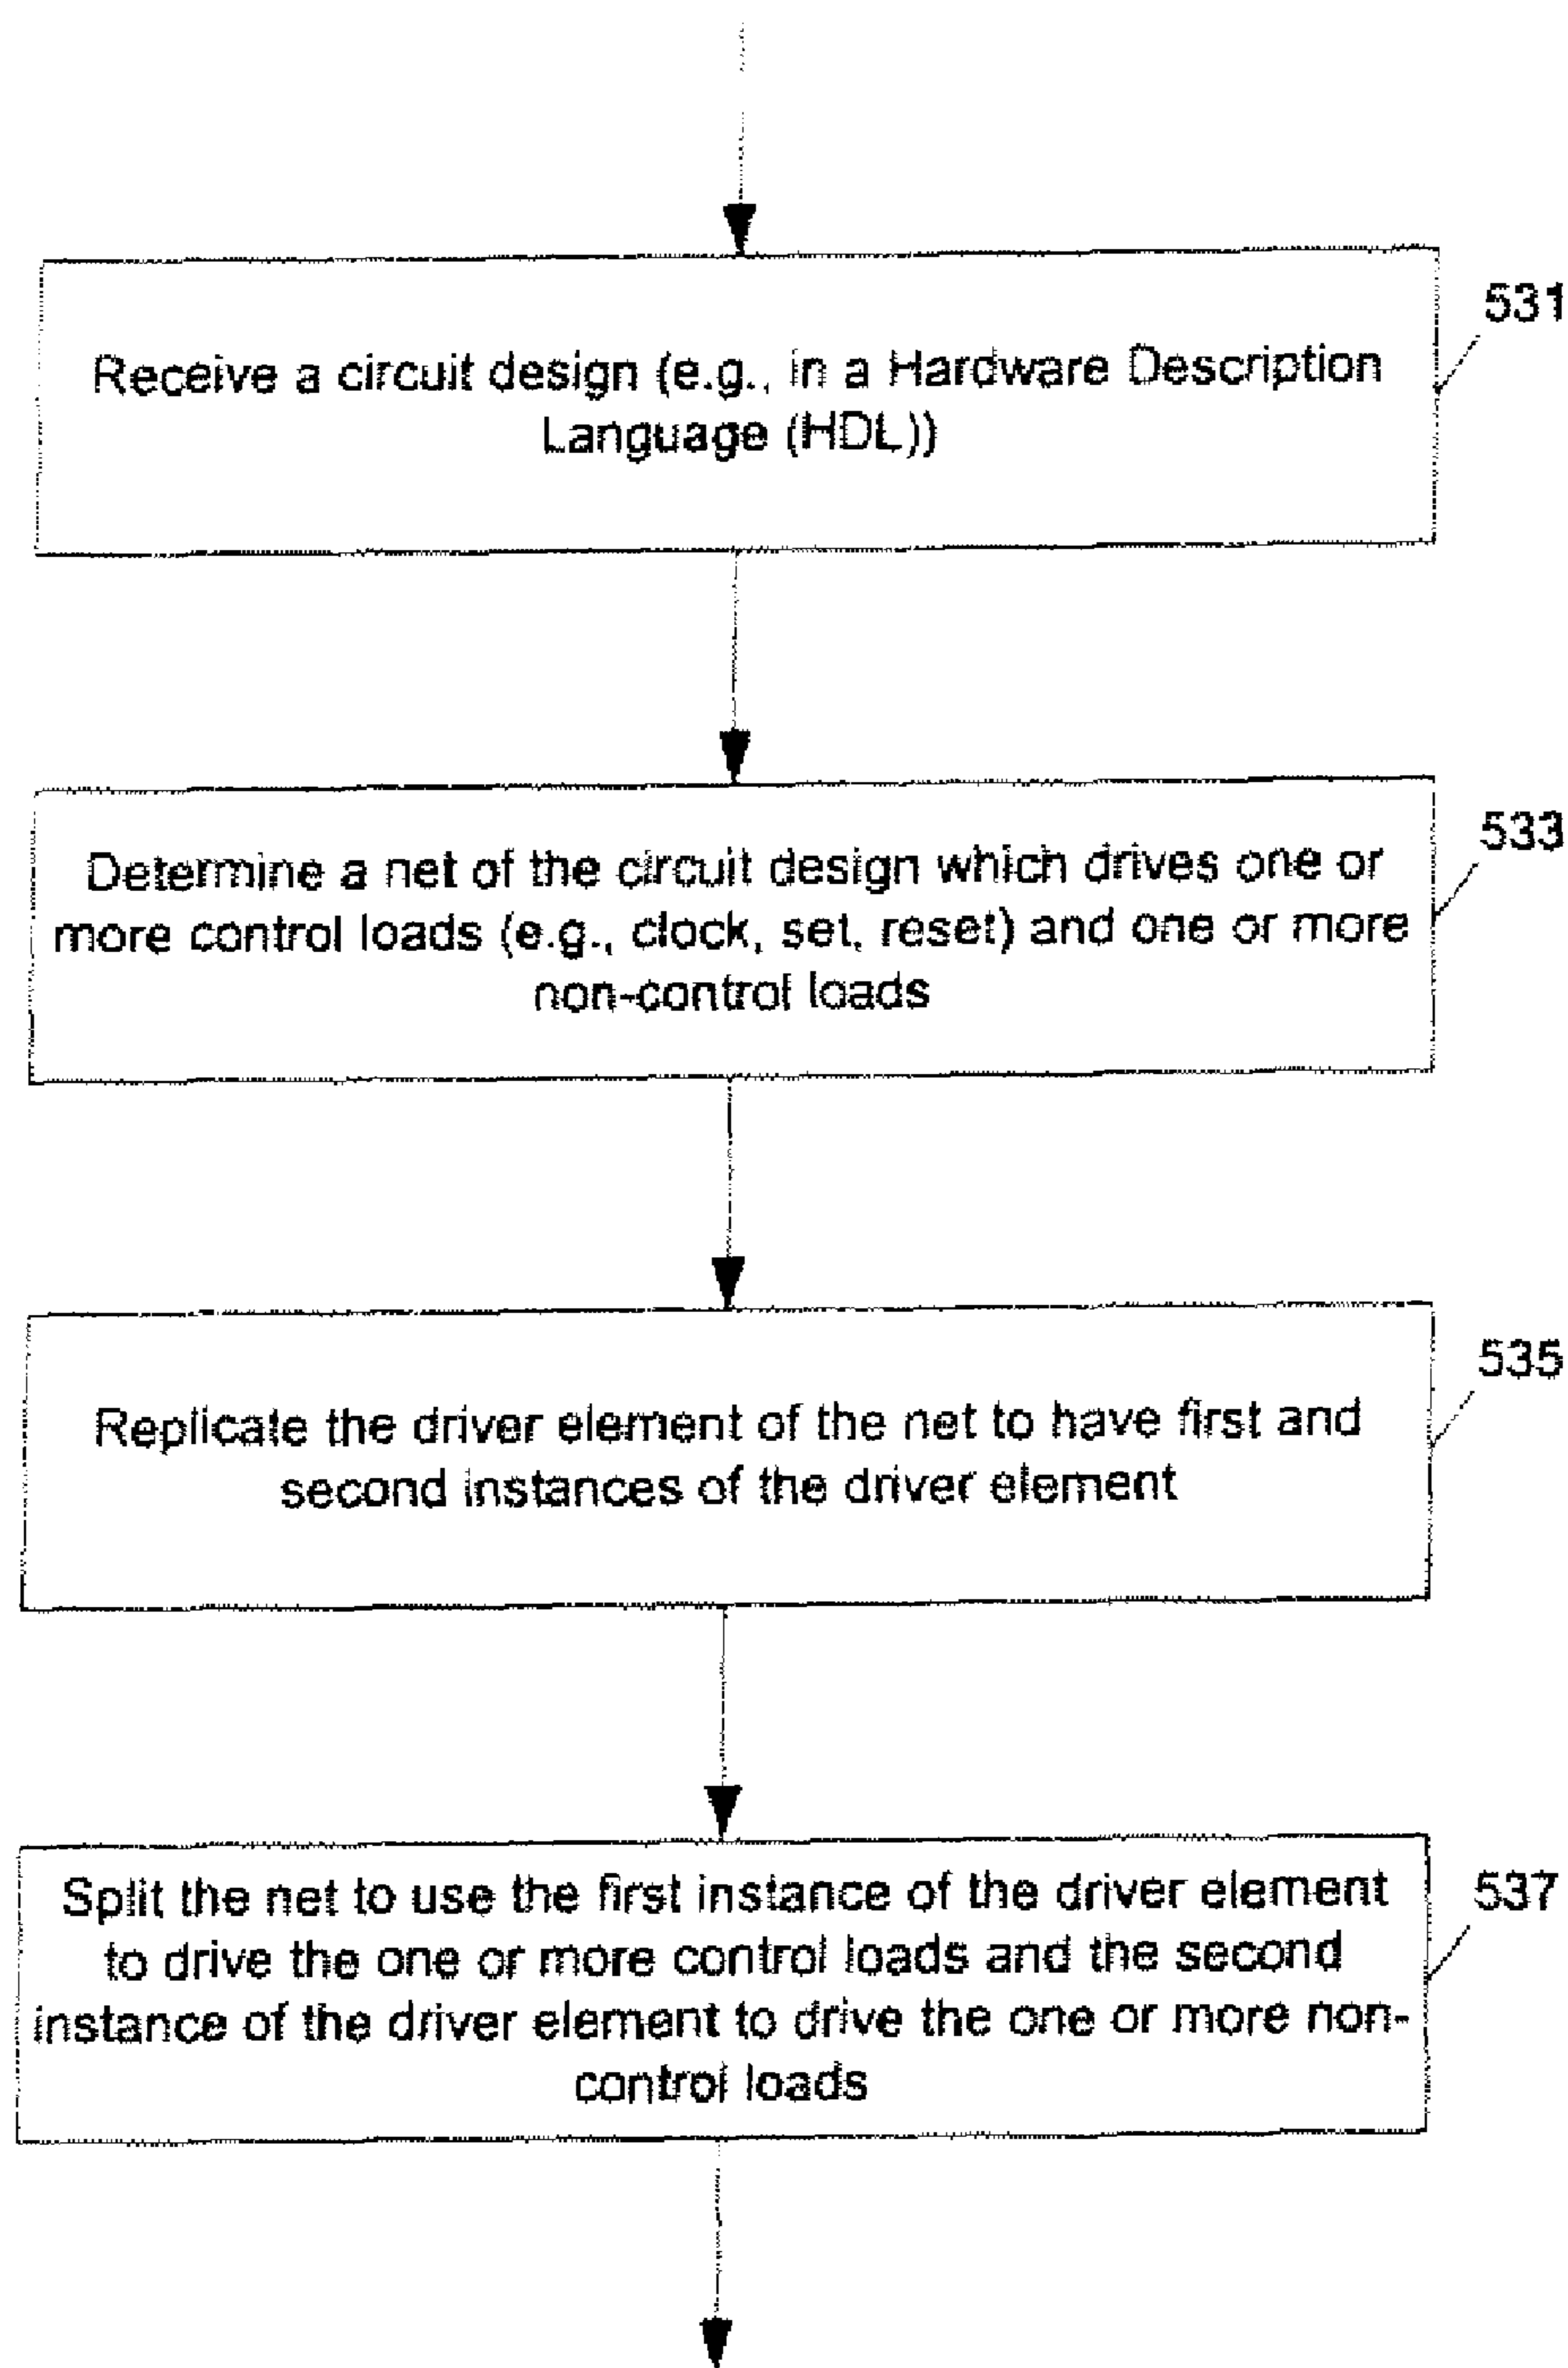 531
Receive a circuit design (e.g., in a Hardware Description
Language (HDL))
533
Determine a net of the circuit design which drives one or
more control loads (e.g., clock, set, reset) and one or more
non-control loads
535
Replicate the driver element of the net to have first and
second instances of the driver element
537
Split the net to use the first instance of the driver element
to drive the one or more control loads and the second
instance of the driver element to drive the one or more non-
control loads